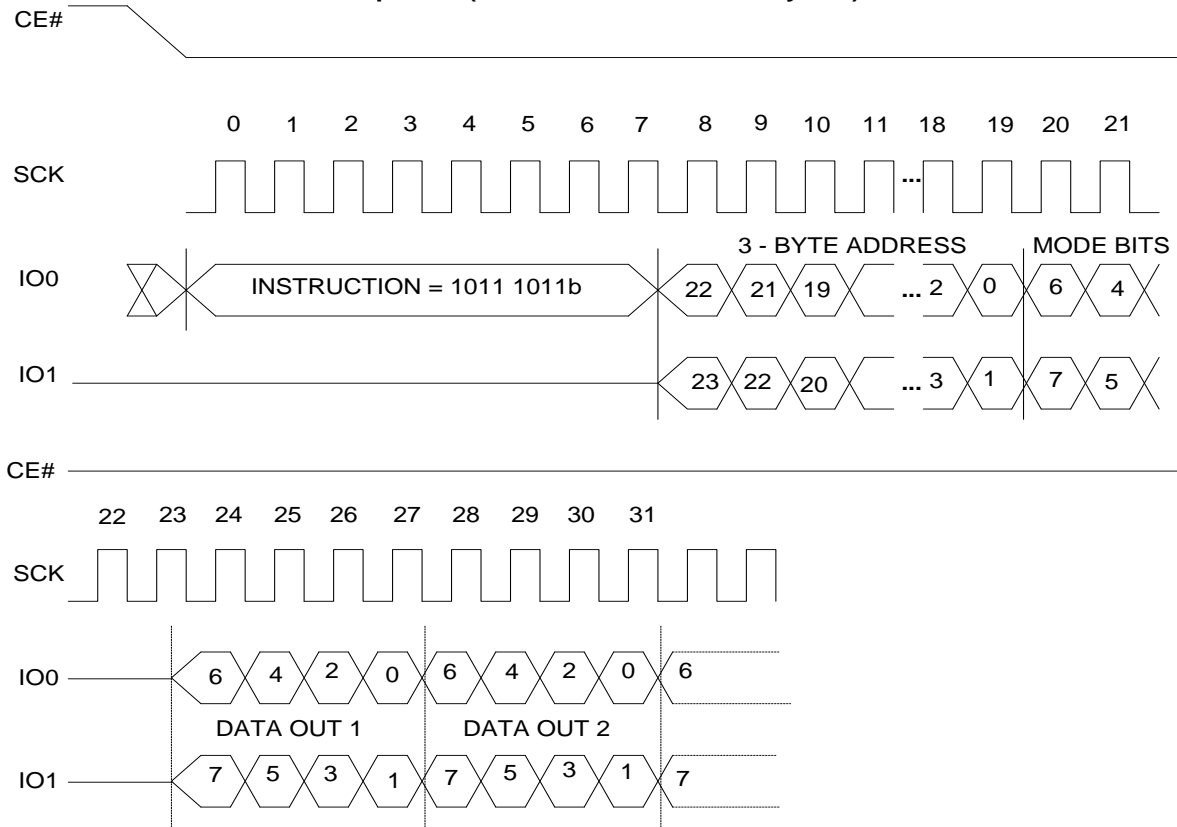 CE#
0 1 2 3 4 5 6 7 8 9 10 11 18 19 20 21
SCK
...
3 - BYTE ADDRESS MODE BITS
IO0 INSTRUCTION = 1011 1011b 22 21 19 ... 2 0 6 4
IO1 23 22 20 ... 3 1 7 5
CE#
22 23 24 25 26 27 28 29 30 31
SCK
IO0 6 4 2 0 6 4 2 0 6
DATA OUT 1 DATA OUT 2
IO1 7 5 3 1 7 5 3 1 7